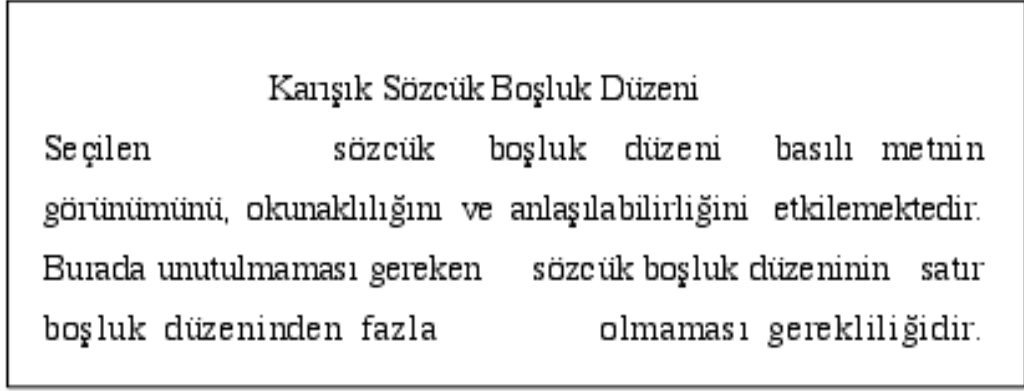 Karışık Sözcük Boşluk Düzeni
Seçilen sözcük boşluk düzeni basılı metnin
görünümünü, okunaklılığını ve anlaşılabilirliğini etkilemektedir.
Burada unutulmaması gereken sözcük boşluk düzeninin satır
boşluk düzeninden fazla olmaması gerekliliğidir.